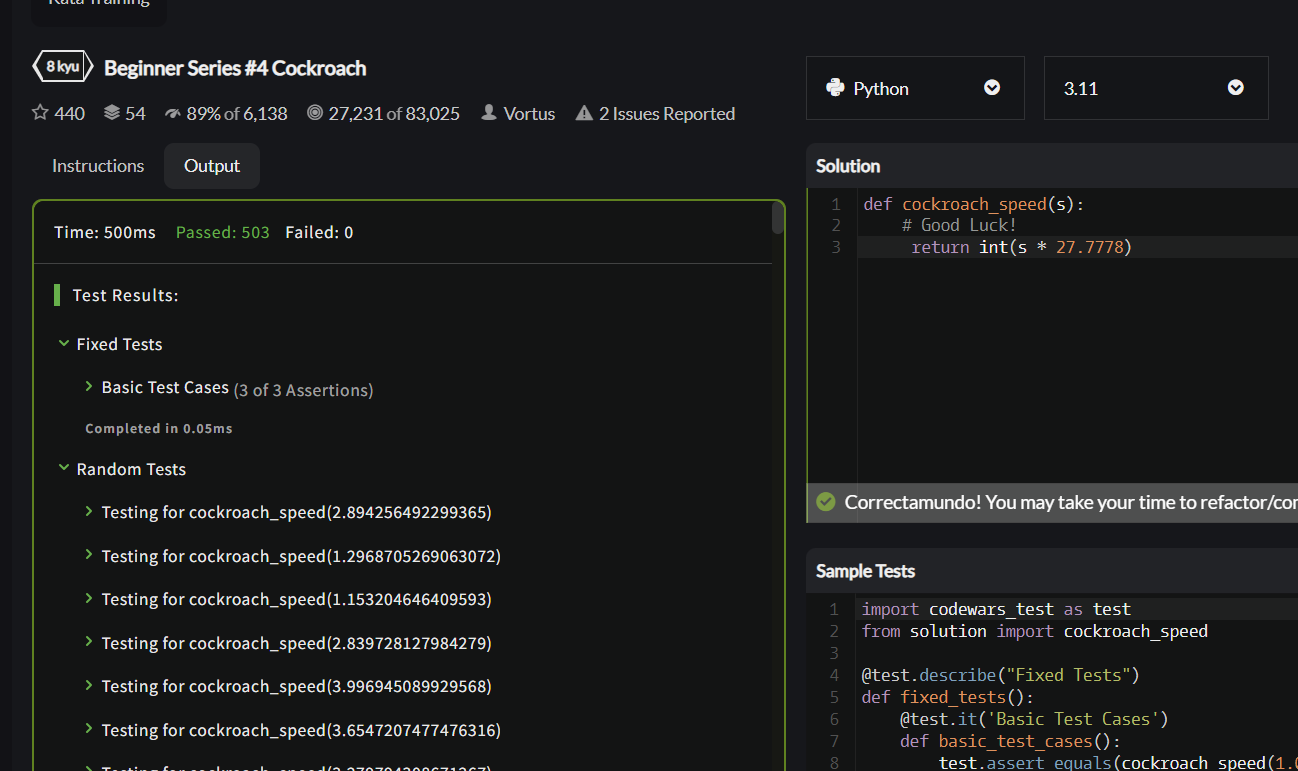 Kata Training
8 kyu Beginner Series #4 Cockroach
440 54 89% of 6,138 27,231 of 83,025 Vortus 2 Issues Reported
Instructions Output
Time: 500ms Passed: 503 Failed: 0
Test Results:
Fixed Tests
Basic Test Cases (3 of 3 Assertions)
Completed in 0.05ms
Random Tests
Testing for cockroach_speed(2.894256492299365)
Testing for cockroach_speed(1.2968705269063072)
Testing for cockroach_speed(1.153204646409593)
Testing for cockroach_speed(2.839728127984279)
Testing for cockroach_speed(3.996945089929568)
Testing for cockroach_speed(3.6547207477476316)
Python 3.11
Solution
1 def cockroach_speed(s):
2 # Good Luck!
3 return int(s * 27.7778)
Correctamundo! You may take your time to refactor/cor
Sample Tests
1 import codewars_test as test
2 from solution import cockroach_speed
3
4 @test.describe("Fixed Tests")
5 def fixed_tests():
6 @test.it('Basic Test Cases')
7 def basic_test_cases():
8 test.assert_equals(cockroach_speed(1.0